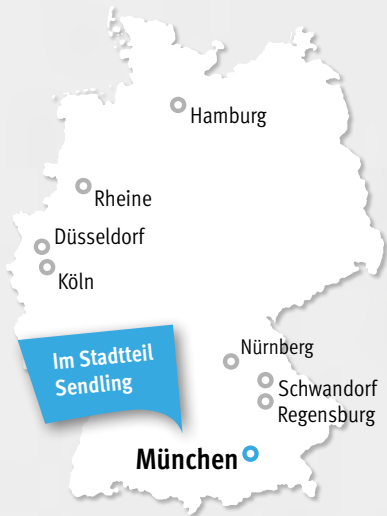 Hamburg
Rheine
Düsseldorf
Köln
Im Stadtteil
Sendling
Nürnberg
Schwandorf
Regensburg
München